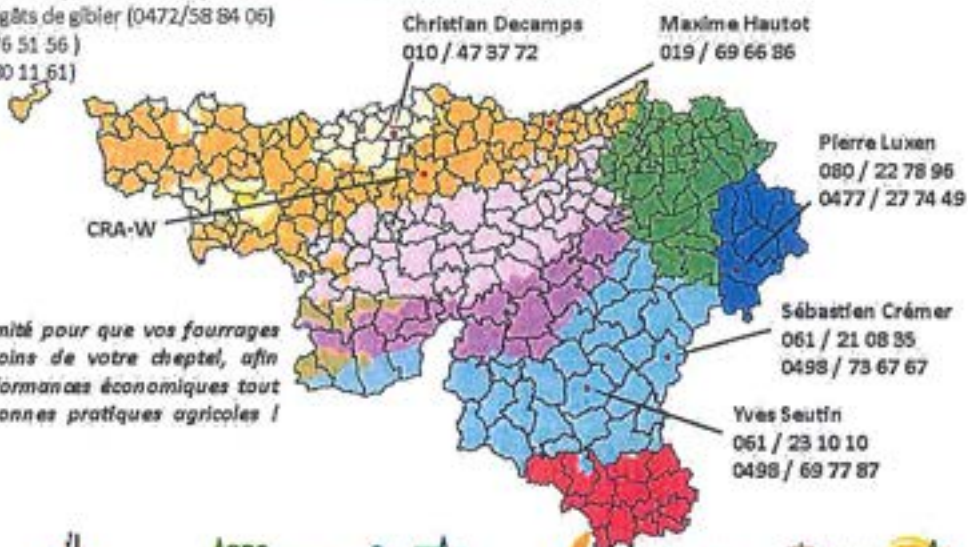 gâts de gibier (0472/58 84 06)
6 51 56 )
0 11 61)
Christian Decamps
010 / 47 37 72
Maxime Hautot
019 / 69 66 86
Pierre Luxen
080 / 22 78 96
0477 / 27 74 49
CRA-W
mité pour que vos fourrages
oins de votre cheptel, afin
formances économiques tout
onnes pratiques agricoles !
Sébastien Crémer
061 / 21 08 35
0498 / 73 67 67
Yves Seutin
061 / 23 10 10
0498 / 69 77 87